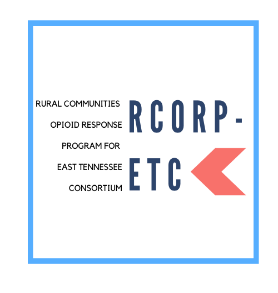 RURAL COMMUNITIES
OPIOID RESPONSE
PROGRAM FOR
EAST TENNESSEE
CONSORTIUM
RCORP-
ETC